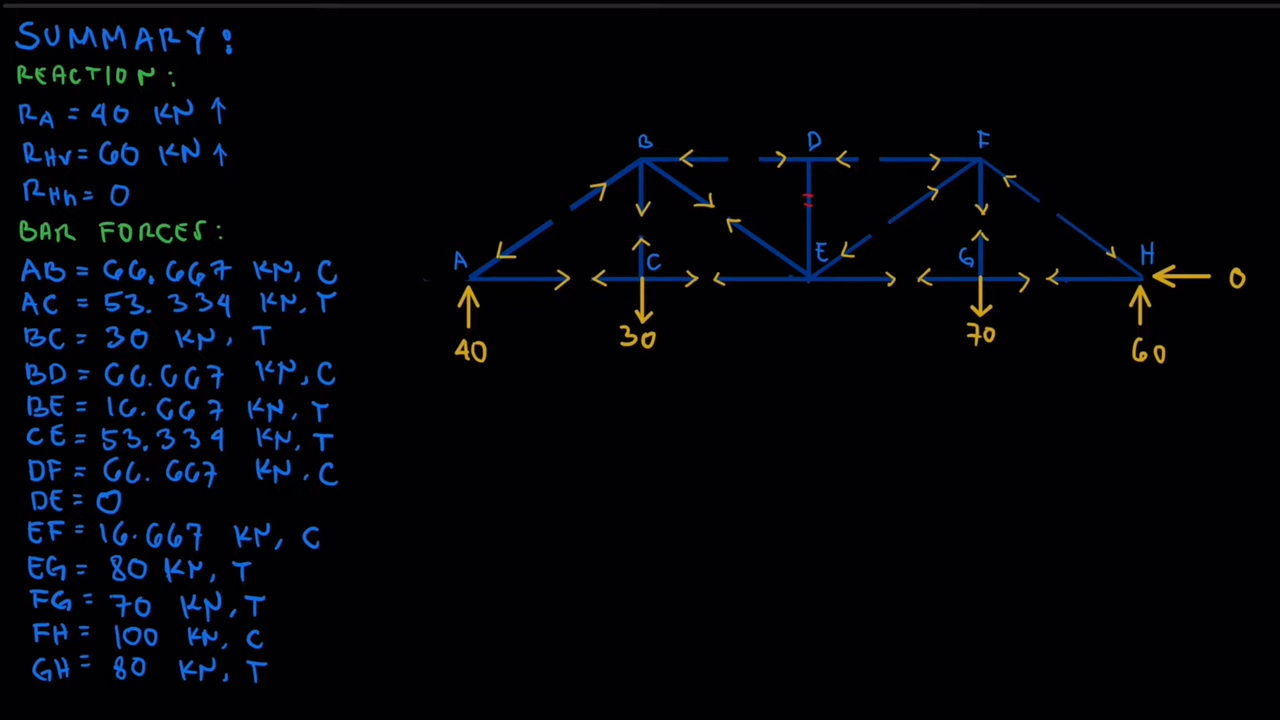 SUMMARY:
REACTION:
RA = 40 KN ↑
RHV = 60 KN ↑
RHh = 0
BAR FORCES:
AB = 66.667 KN, C
AC = 53.334 KN, T
BC = 30 KN, T
BD = 66.667 KN, C
BE = 16.667 KN, T
CE = 53.334 KN, T
DF = 66.667 KN, C
DE = 0
EF = 16.667 KN, C
EG = 80 KN, T
FG = 70 KN, T
FH = 100 KN, C
GH = 80 KN, T
B D F
A C E G H
0
40 30 70 60